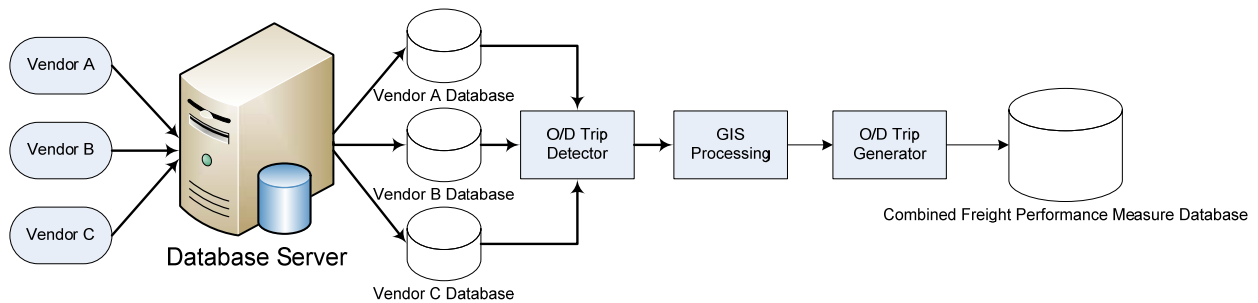 Vendor A
Vendor B
Vendor C
Database Server
Vendor A Database
Vendor B Database
Vendor C Database
O/D Trip
Detector
GIS
Processing
O/D Trip
Generator
Combined Freight Performance Measure Database